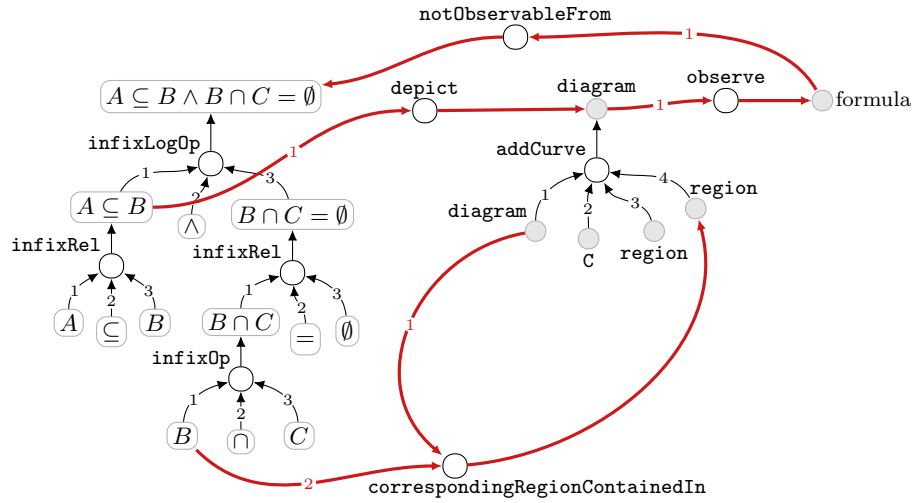 notObservableFrom
1
A ⊆ B ∧ B ∩ C = ∅
depict
diagram
observe
1
formula
infixLogOp
1
addCurve
1
2
3
1
2
3
4
A ⊆ B
∧
B ∩ C = ∅
diagram
C
region
region
infixRel
infixRel
1
2
3
1
2
3
A
⊆
B
B ∩ C
=
∅
1
infixOp
1
2
3
B
∩
C
2
correspondingRegionContainedIn